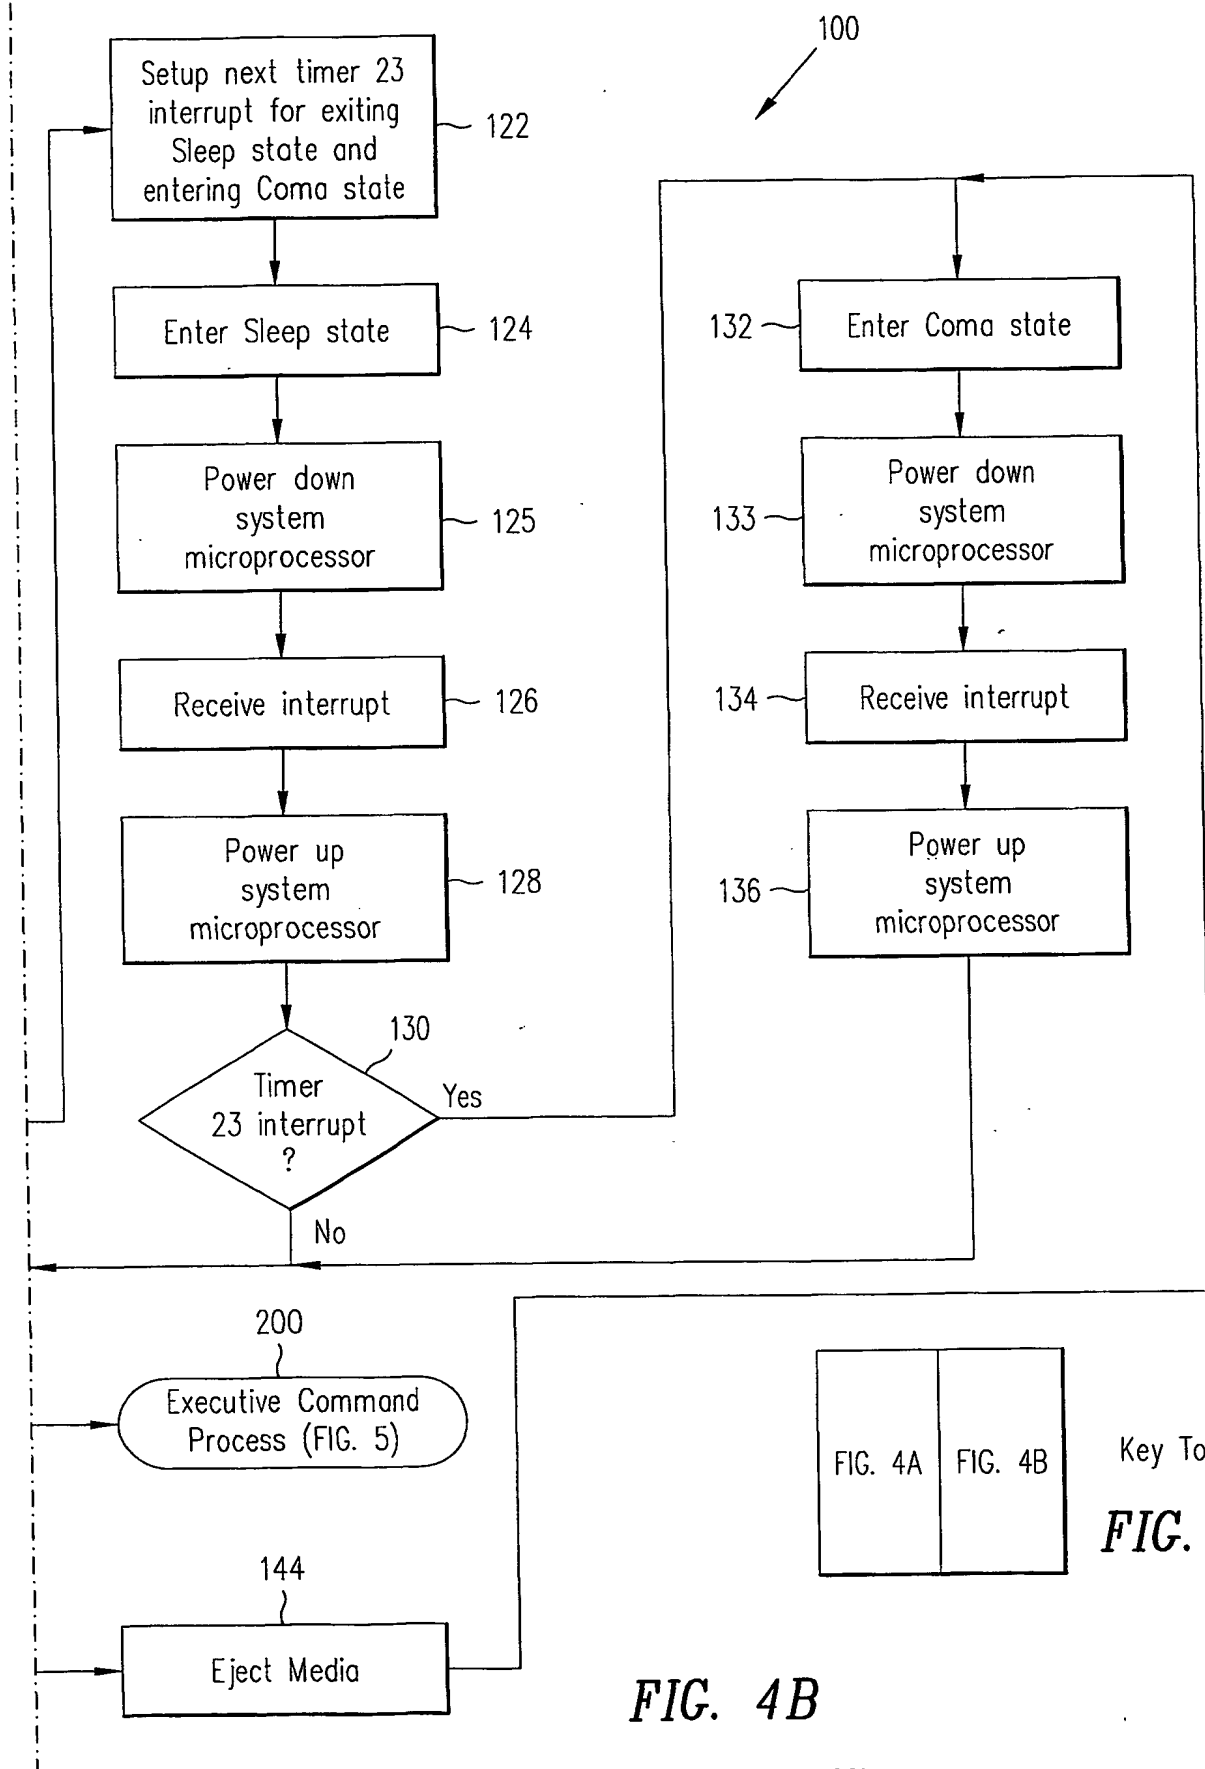 100
Setup next timer 23
interrupt for exiting
Sleep state and
entering Coma state
122
Enter Sleep state
124
Power down
system
microprocessor
125
Receive interrupt
126
Power up
system
microprocessor
128
130
Timer
23 interrupt
?
Yes
No
132
Enter Coma state
133
Power down
system
microprocessor
134
Receive interrupt
136
Power up
system
microprocessor
200
Executive Command
Process (FIG. 5)
144
Eject Media
FIG. 4A
FIG. 4B
Key To
FIG.
FIG. 4B